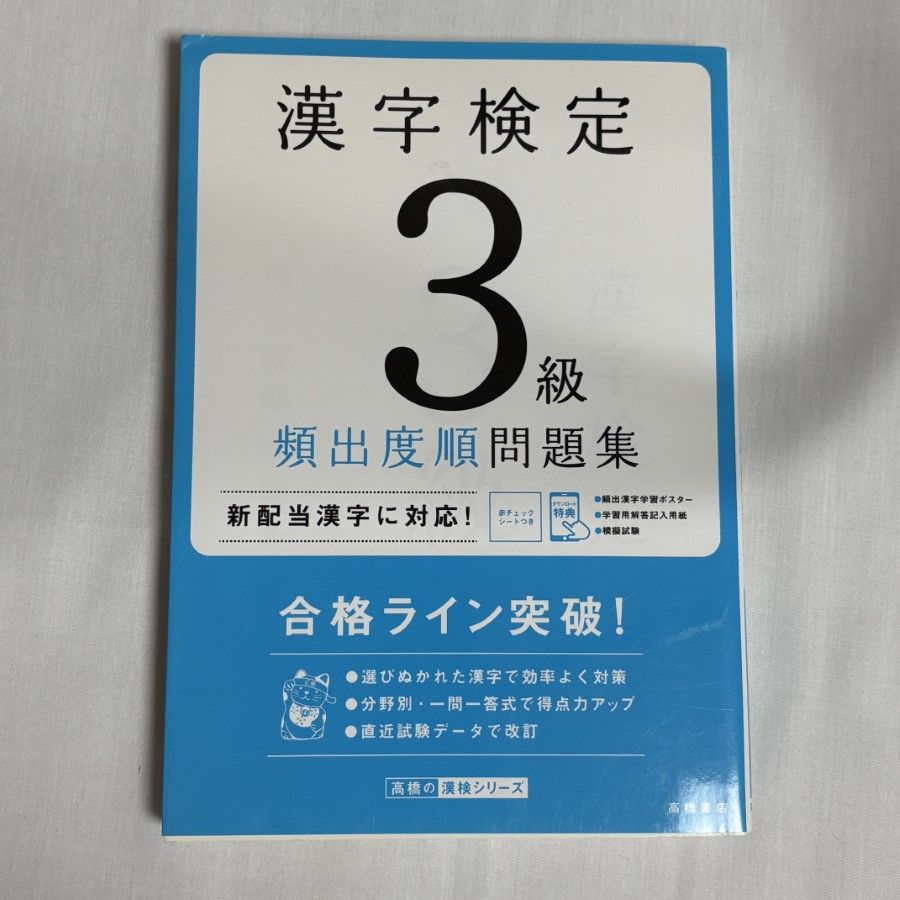 漢字検定
3級
頻出度順問題集
新配当漢字に対応!
赤チェック
シートつき
ダウンロード
特典
●頻出漢字学習ポスター
●学習用解答記入用紙
●模擬試験
合格ライン突破!
●選びぬかれた漢字で効率よく対策
●分野別・一問一答式で得点力アップ
●直近試験データで改訂
高橋の漢検シリーズ
高橋書店